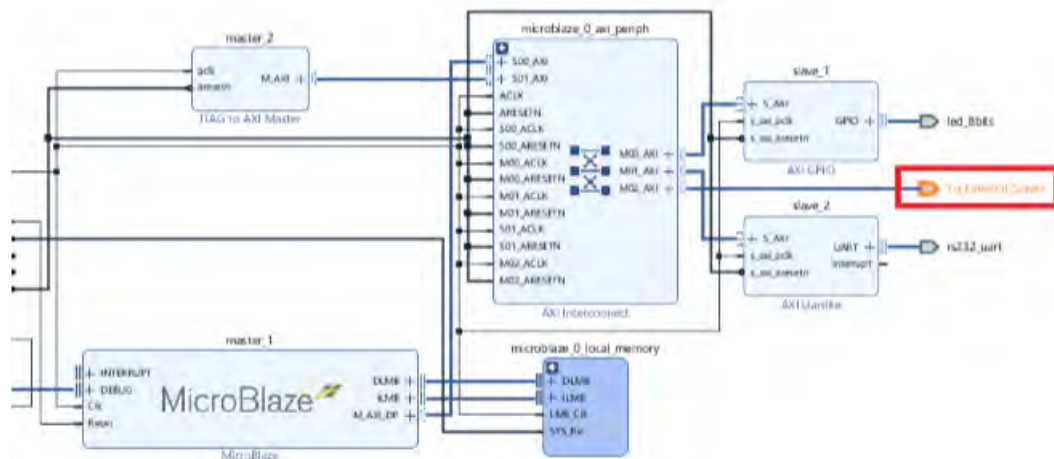 master_2
aclk
aresetn
M_AXI
JTAG to AXI Master
microblaze_0_axi_periph
S00_AXI
S01_AXI
ACLK
ARESETN
S00_ACLK
S00_ARESETN
M00_ACLK
M00_ARESETN
M01_ACLK
M01_ARESETN
S01_ACLK
S01_ARESETN
M02_ACLK
M02_ARESETN
M00_AXI
M01_AXI
M02_AXI
AXI Interconnect
slave_1
S_AXI
s_axi_aclk
s_axi_aresetn
GPIO
AXI GPIO
led_8bits
slave_2
S_AXI
s_axi_aclk
s_axi_aresetn
UART
interrupt
AXI Uartlite
rs232_uart
master_1
INTERRUPT
DEBUG
Clk
Reset
MicroBlaze
DLMB
ILMB
M_AXI_DP
MicroBlaze
microblaze_0_local_memory
DLMB
ILMB
LMB_Clk
SYS_Rst